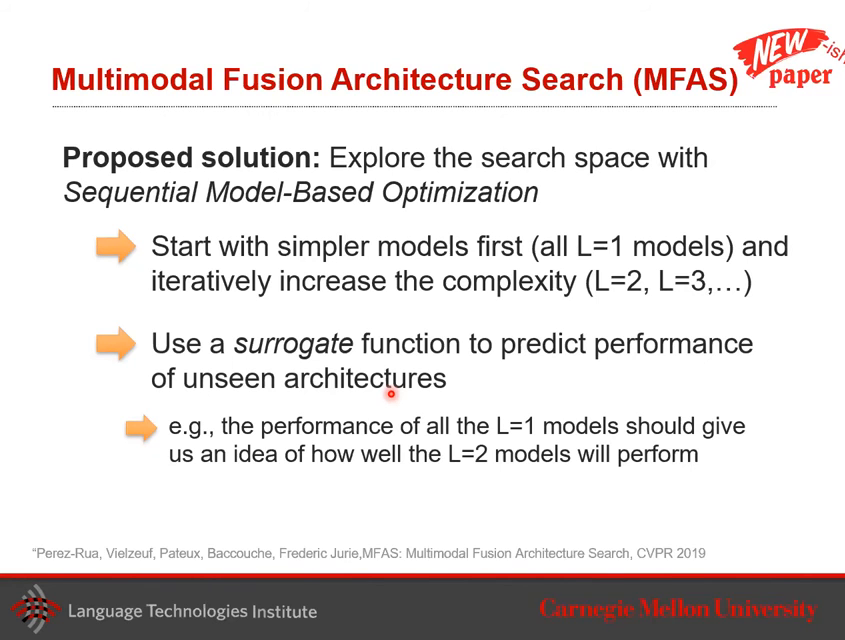 NEW -ish
paper
Multimodal Fusion Architecture Search (MFAS)
Proposed solution: Explore the search space with
Sequential Model-Based Optimization
Start with simpler models first (all L=1 models) and
iteratively increase the complexity (L=2, L=3,…)
Use a surrogate function to predict performance
of unseen architectures
e.g., the performance of all the L=1 models should give
us an idea of how well the L=2 models will perform
“Perez-Rua, Vielzeuf, Pateux, Baccouche, Frederic Jurie,MFAS: Multimodal Fusion Architecture Search, CVPR 2019
Language Technologies Institute
Carnegie Mellon University